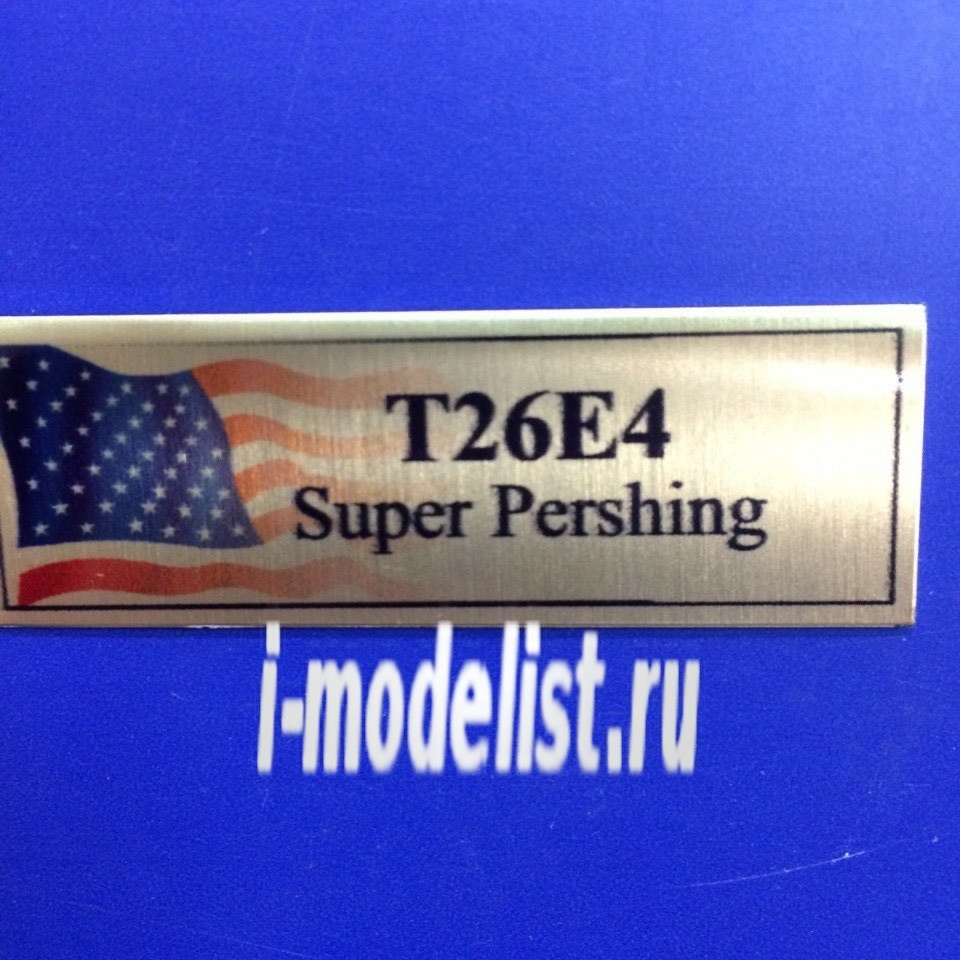 T26E4
Super Pershing
i-modelist.ru